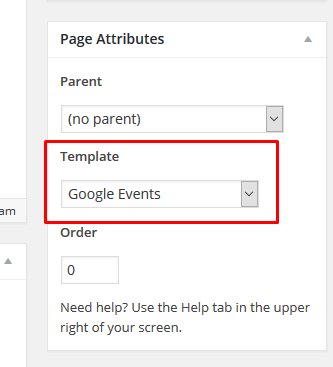 Page Attributes
Parent
(no parent)
Template
Google Events
am
Order
0
Need help? Use the Help tab in the upper
right of your screen.